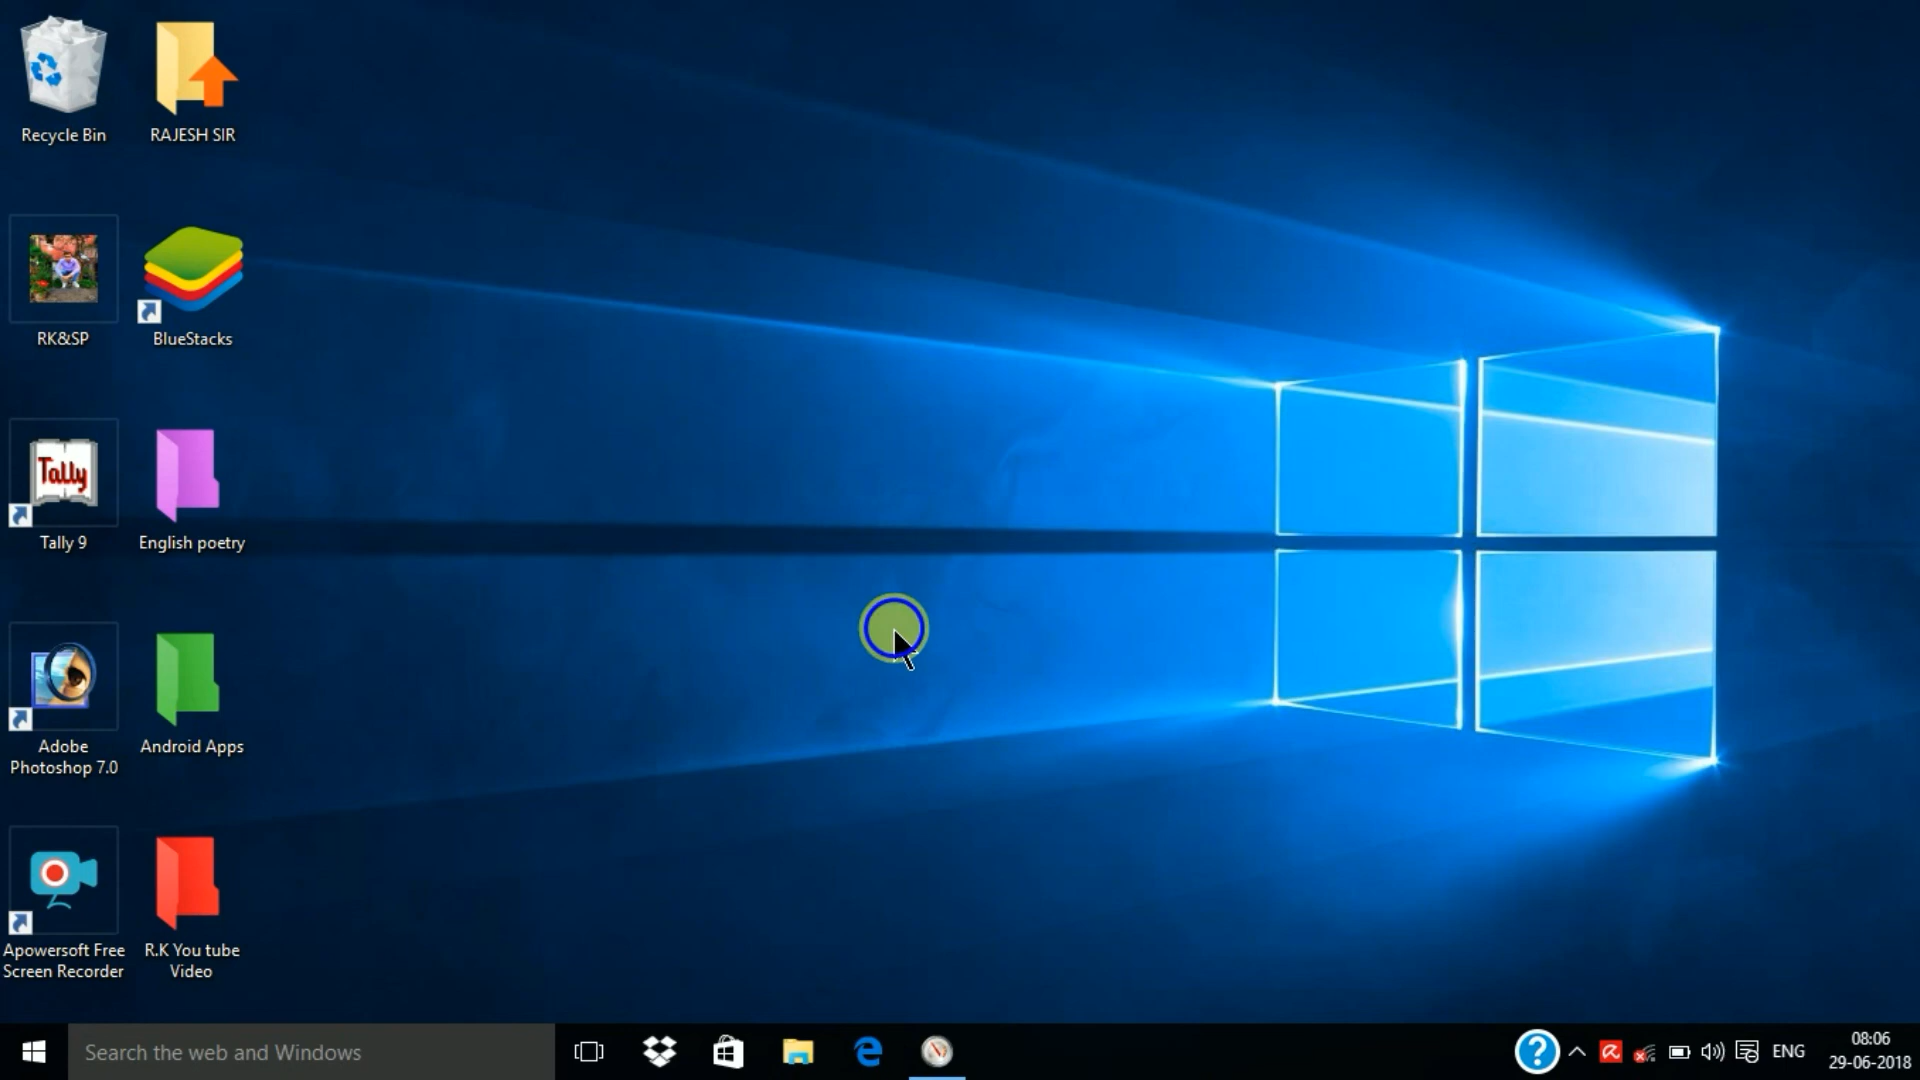 Recycle Bin
RAJESH SIR
RK&SP
BlueStacks
Tally
Tally 9
English poetry
Adobe
Photoshop 7.0
Android Apps
Apowersoft Free
Screen Recorder
R.K You tube
Video
Search the web and Windows
ENG
08:06
29-06-2018